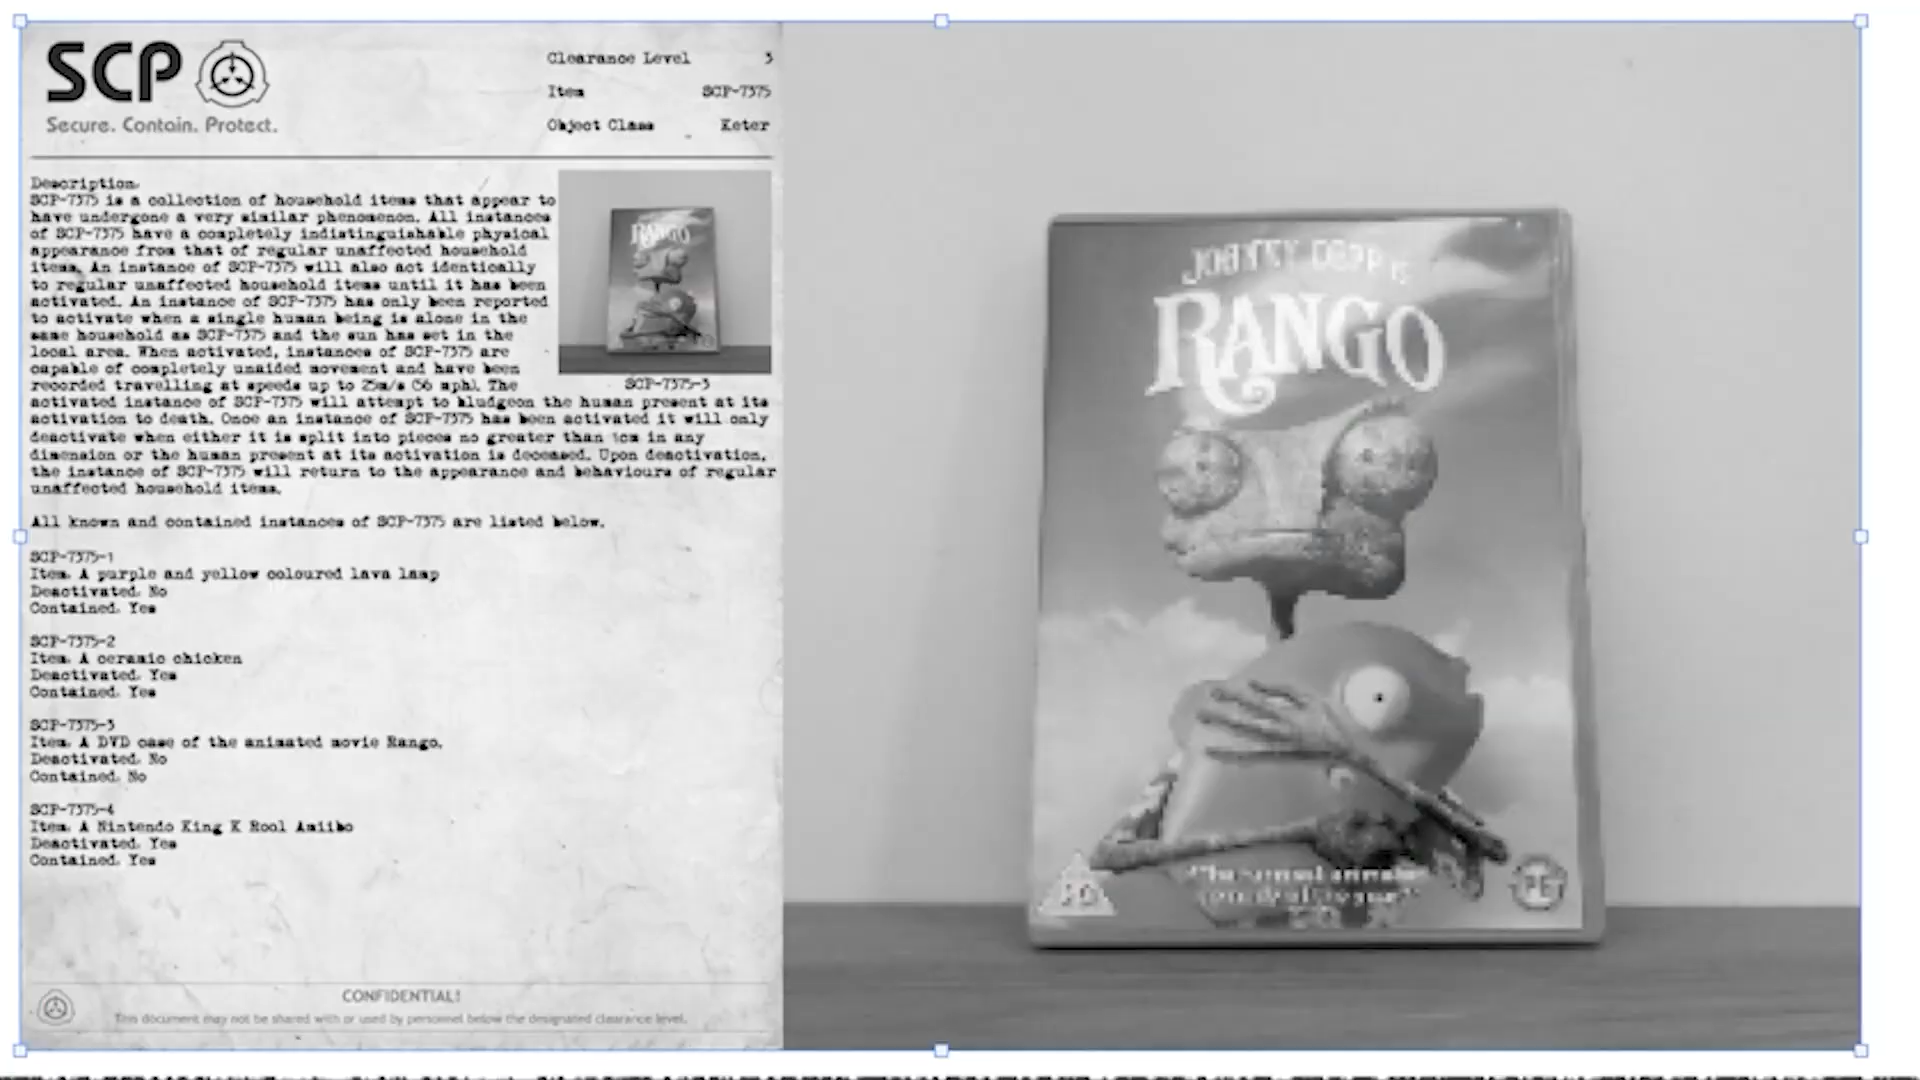 SCP
Secure. Contain. Protect.
Clearance Level 3
Item SCP-7375
Object Class Keter
Description:
SCP-7375 is a collection of household items that appear to
have undergone a very similar phenomenon. All instances
of SCP-7375 have a completely indistinguishable physical
appearance from that of regular unaffected household
items. An instance of SCP-7375 will also act identically
to regular unaffected household items until it has been
activated. An instance of SCP-7375 has only been reported
to activate when a single human being is alone in the
same household as SCP-7375 and the sun has set in the
local area. When activated, instances of SCP-7375 are
capable of completely unaided movement and have been
recorded travelling at speeds up to 25m/s (56 mph). The
activated instance of SCP-7375 will attempt to bludgeon the human present at its
activation to death. Once an instance of SCP-7375 has been activated it will only
deactivate when either it is split into pieces no greater than 1cm in any
dimension or the human present at its activation is deceased. Upon deactivation,
the instance of SCP-7375 will return to the appearance and behaviours of regular
unaffected household items.
RANGO
SCP-7375-3
All known and contained instances of SCP-7375 are listed below.
SCP-7375-1
Item: A purple and yellow coloured lava lamp
Deactivated: No
Contained: Yes
SCP-7375-2
Item: A ceramic chicken
Deactivated: Yes
Contained: Yes
SCP-7375-3
Item: A DVD case of the animated movie Rango.
Deactivated: No
Contained: No
SCP-7375-4
Item: A Nintendo King K Rool Amiibo
Deactivated: Yes
Contained: Yes
CONFIDENTIAL!
This document may not be shared with or used by personnel below the designated clearance level.
JOHNNY DEPP IS
RANGO
PG